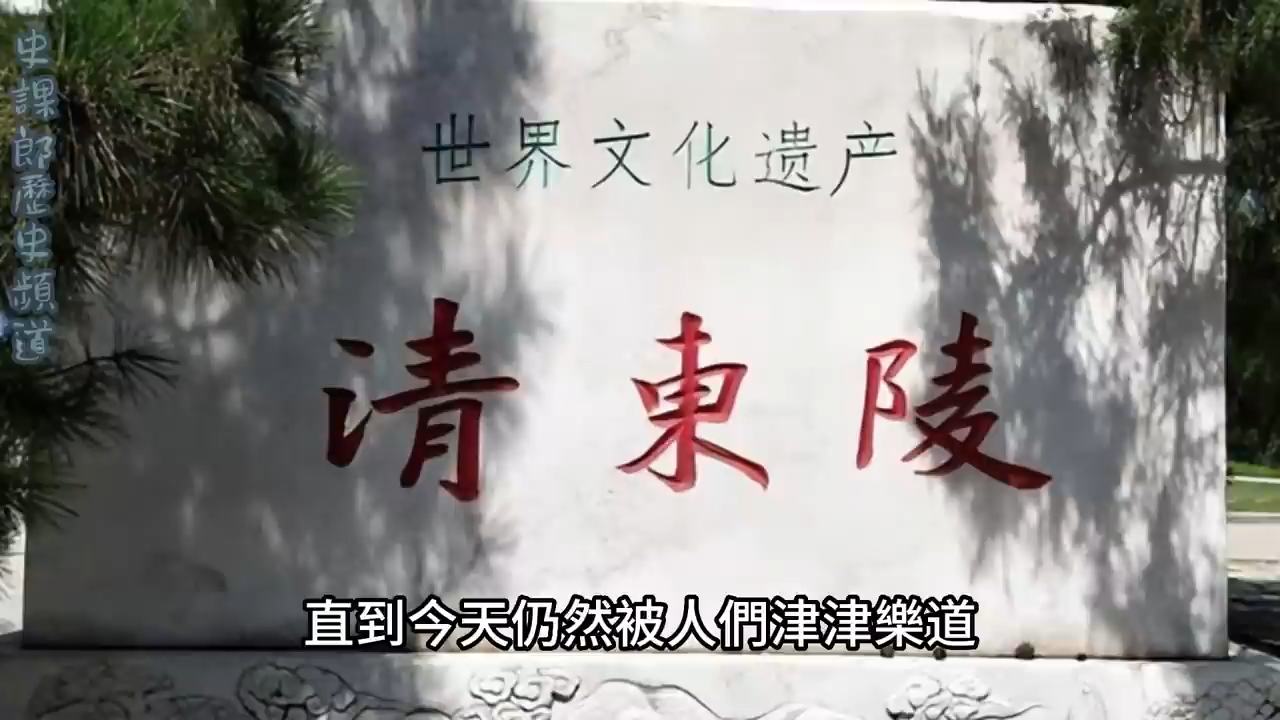 史課郎歷史頻道
世界文化遗产
清東陵
直到今天仍然被人們津津樂道